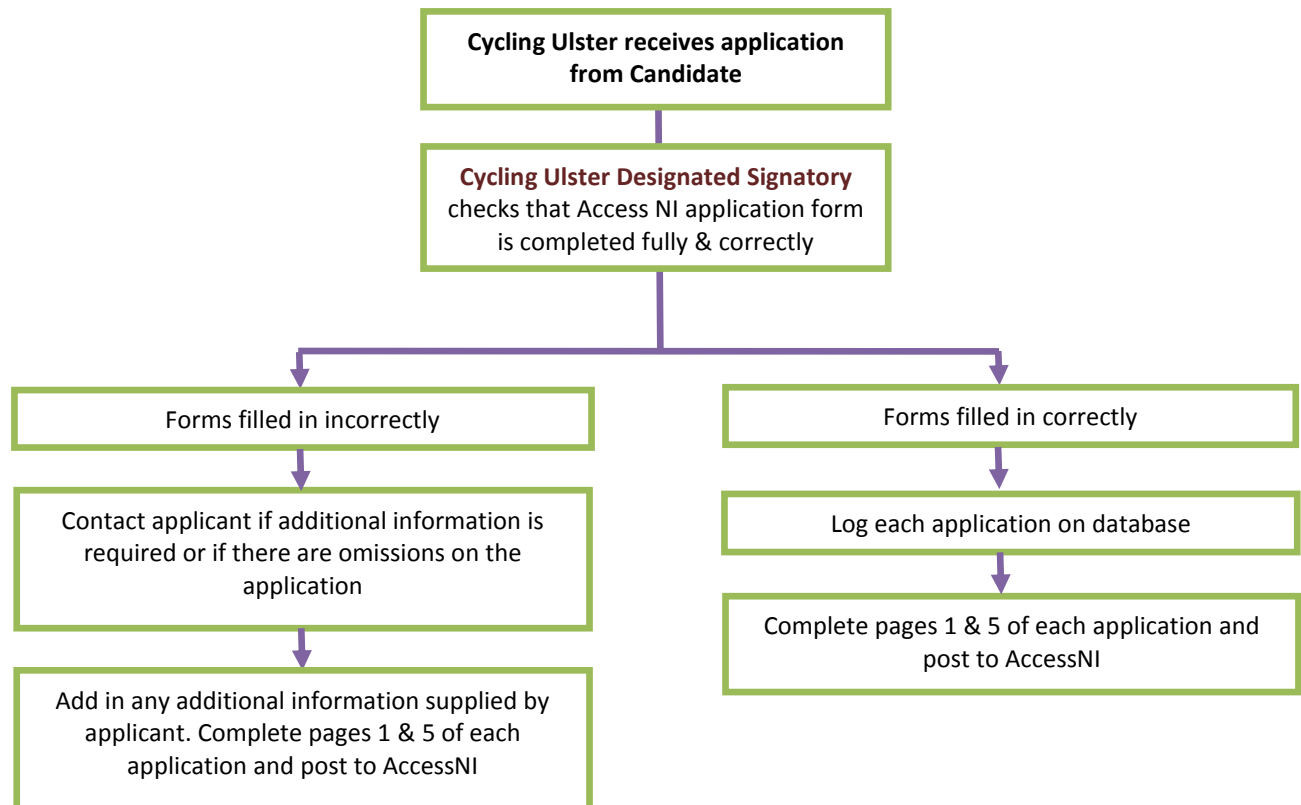 Cycling Ulster receives application
from Candidate
Cycling Ulster Designated Signatory
checks that Access NI application form
is completed fully & correctly
Forms filled in incorrectly
Contact applicant if additional information is
required or if there are omissions on the
application
Add in any additional information supplied by
applicant. Complete pages 1 & 5 of each
application and post to AccessNI
Forms filled in correctly
Log each application on database
Complete pages 1 & 5 of each application and
post to AccessNI